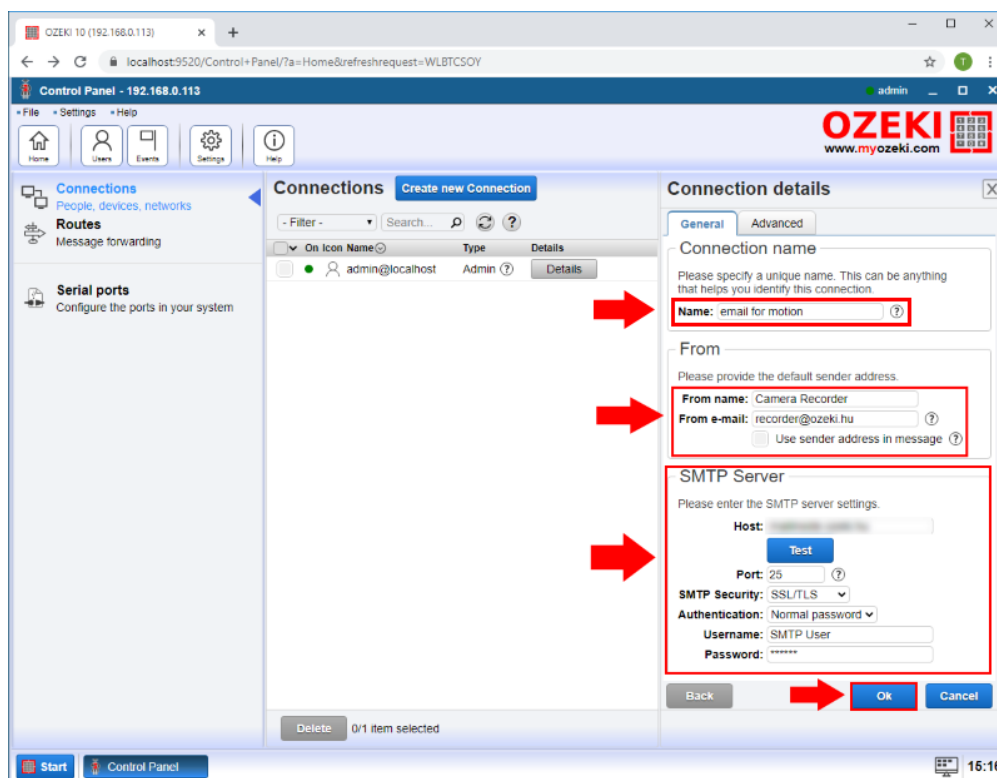 OZEKI 10 (192.168.0.113)
localhost:9520/Control+Panel/?a=Home&refreshrequest=WLBTCSOY
T
Control Panel - 192.168.0.113
admin
File Settings Help
Home Users Events Settings Help
OZEKI
www.myozeki.com
Connections
People, devices, networks
Routes
Message forwarding
Serial ports
Configure the ports in your system
Connections Create new Connection
- Filter - Search... ?
On Icon Name Type Details
admin@localhost Admin ? Details
Delete 0/1 item selected
Connection details
General Advanced
Connection name
Please specify a unique name. This can be anything
that helps you identify this connection.
Name: email for motion ?
From
Please provide the default sender address.
From name: Camera Recorder
From e-mail: recorder@ozeki.hu ?
Use sender address in message ?
SMTP Server
Please enter the SMTP server settings.
Host:
Test
Port: 25 ?
SMTP Security: SSL/TLS
Authentication: Normal password
Username: SMTP User
Password: ******
Back Ok Cancel
Start Control Panel 15:16